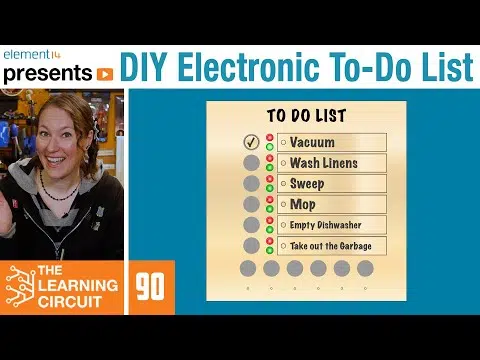 element14
presents
DIY Electronic To-Do List
TO DO LIST
Vacuum
Wash Linens
Sweep
Mop
Empty Dishwasher
Take out the Garbage
THE
LEARNING
CIRCUIT
90